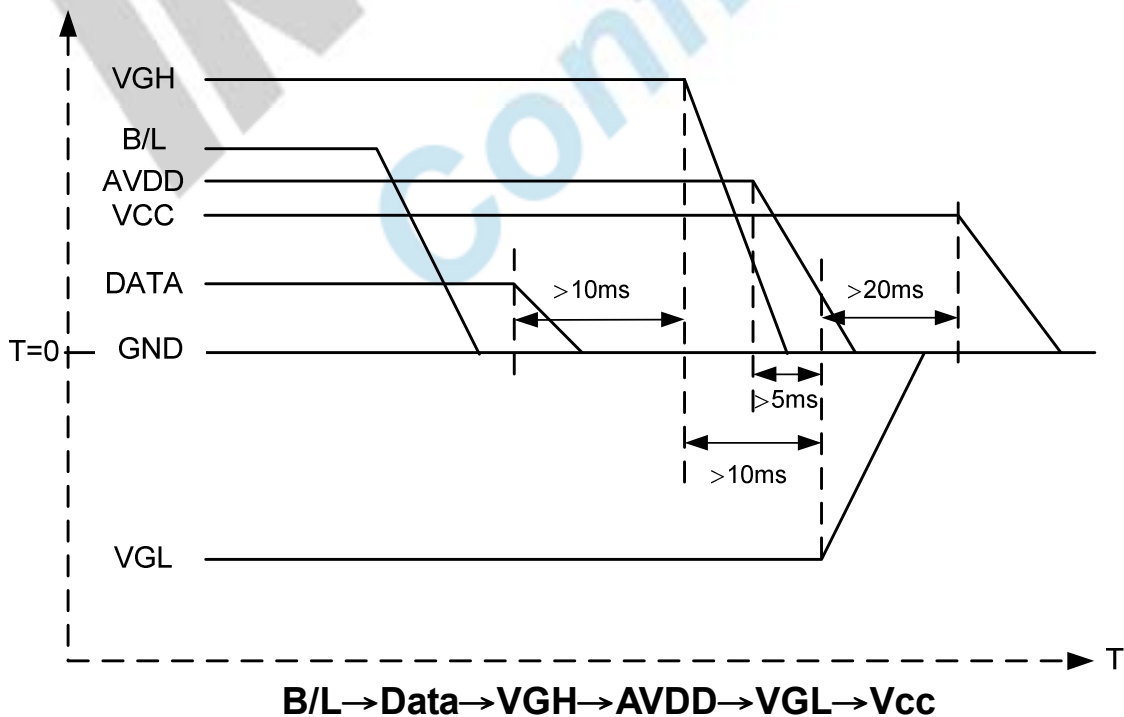 VGH
B/L
AVDD
VCC
DATA
>10ms
>20ms
T=0
GND
>5ms
>10ms
VGL
T
B/L→Data→VGH→AVDD→VGL→Vcc